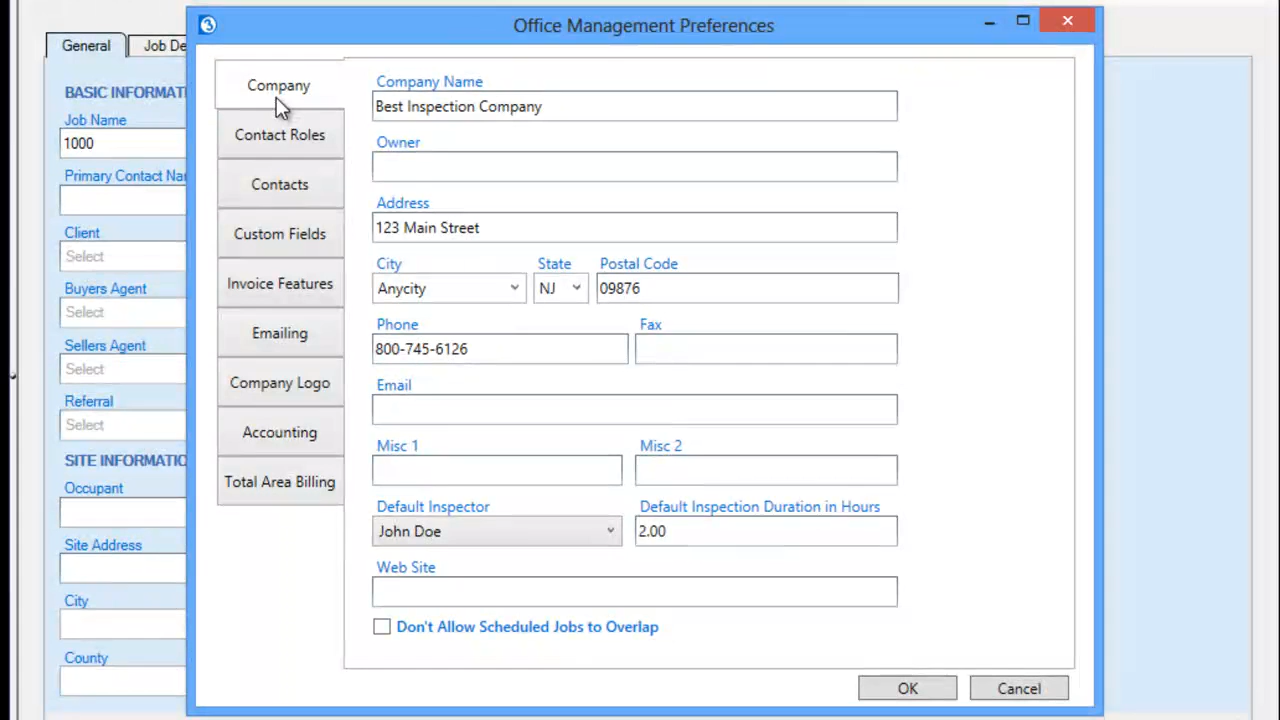 Office Management Preferences
General
Job De
BASIC INFORMAT
Job Name
1000
Primary Contact Nar
Client
Select
Buyers Agent
Select
Sellers Agent
Select
Referral
Select
SITE INFORMATIO
Occupant
Site Address
City
County
Company
Contact Roles
Contacts
Custom Fields
Invoice Features
Emailing
Company Logo
Accounting
Total Area Billing
Company Name
Best Inspection Company
Owner
Address
123 Main Street
City State Postal Code
Anycity NJ 09876
Phone Fax
800-745-6126
Email
Misc 1 Misc 2
Default Inspector Default Inspection Duration in Hours
John Doe 2.00
Web Site
Don't Allow Scheduled Jobs to Overlap
OK Cancel